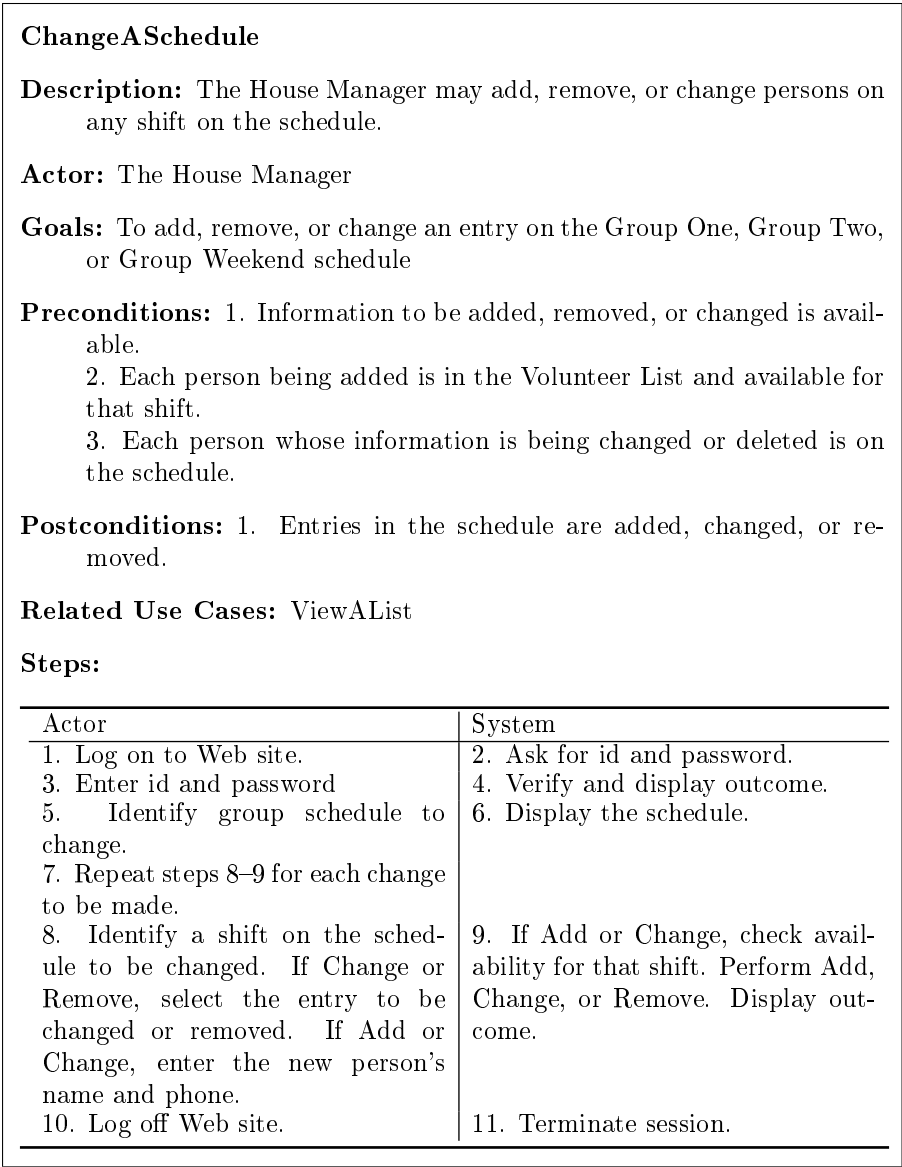 ChangeASchedule
Description: The House Manager may add, remove, or change persons on
any shift on the schedule.
Actor: The House Manager
Goals: To add, remove, or change an entry on the Group One, Group Two,
or Group Weekend schedule
Preconditions: 1. Information to be added, removed, or changed is avail-
able.
2. Each person being added is in the Volunteer List and available for
that shift.
3. Each person whose information is being changed or deleted is on
the schedule.
Postconditions: 1. Entries in the schedule are added, changed, or re-
moved.
Related Use Cases: ViewAList
Steps:
Actor
System
1. Log on to Web site.
2. Ask for id and password.
3. Enter id and password
4. Verify and display outcome.
5. Identify group schedule to
change.
6. Display the schedule.
7. Repeat steps 8–9 for each change
to be made.
8. Identify a shift on the sched-
ule to be changed. If Change or
Remove, select the entry to be
changed or removed. If Add or
Change, enter the new person's
name and phone.
9. If Add or Change, check avail-
ability for that shift. Perform Add,
Change, or Remove. Display out-
come.
10. Log off Web site.
11. Terminate session.